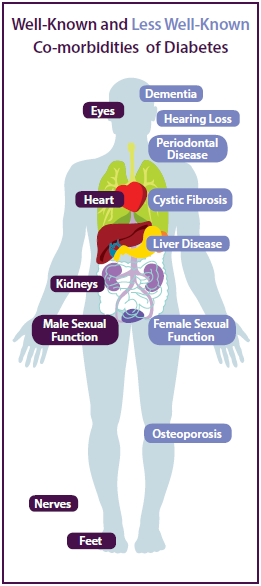 Well-Known and Less Well-Known
Co-morbidities of Diabetes
Dementia
Eyes
Hearing Loss
Periodontal
Disease
Heart
Cystic Fibrosis
Liver Disease
Kidneys
Male Sexual
Function
Female Sexual
Function
Osteoporosis
Nerves
Feet